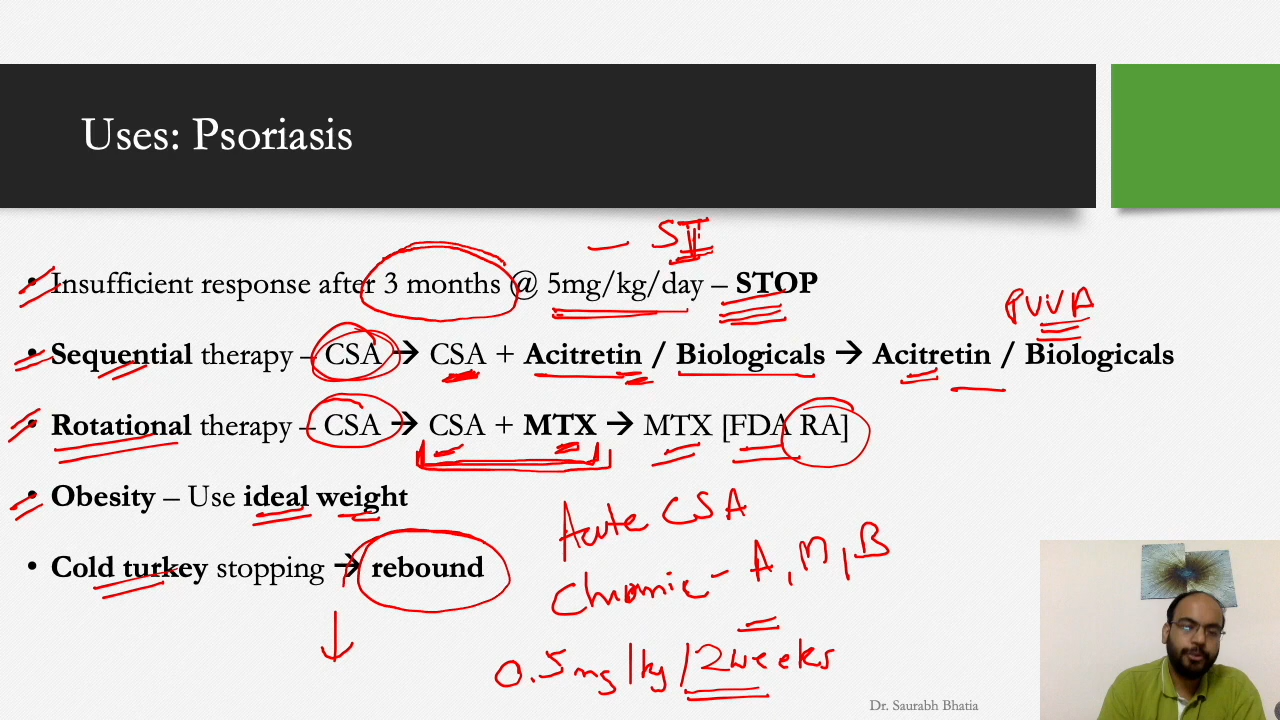 Uses: Psoriasis
– SII
• Insufficient response after 3 months @ 5mg/kg/day – STOP
PUVA
• Sequential therapy – CSA → CSA + Acitretin / Biologicals → Acitretin / Biologicals
• Rotational therapy – CSA → CSA + MTX → MTX [FDA RA]
• Obesity – Use ideal weight
Acute CSA
• Cold turkey stopping → rebound
Chronic – A, M, B
0.5mg/kg/2weeks
Dr. Saurabh Bhatia